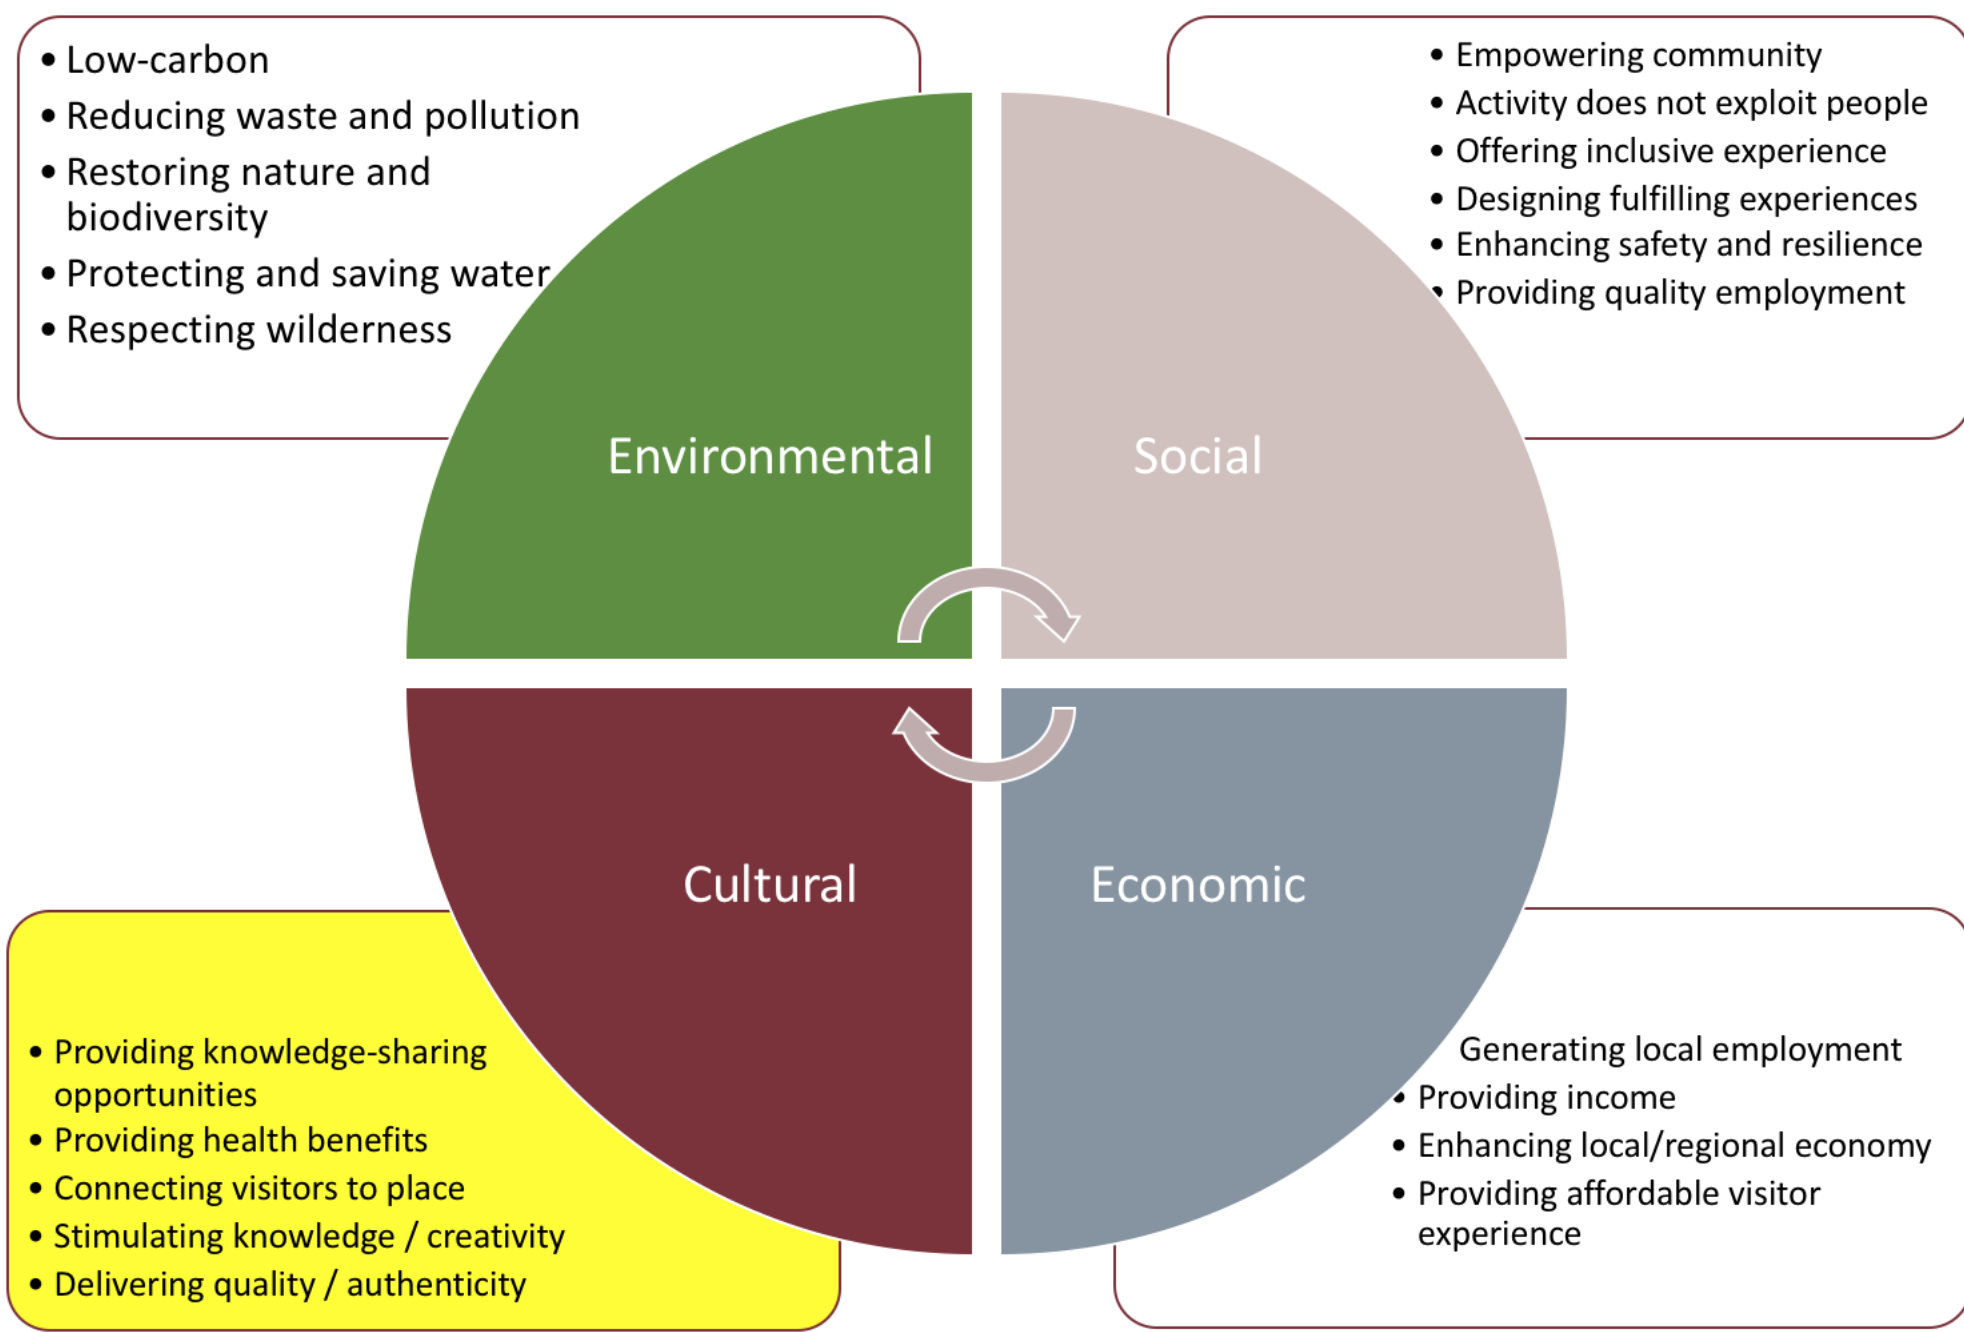 • Low-carbon
• Reducing waste and pollution
• Restoring nature and
biodiversity
• Protecting and saving water
• Respecting wilderness
• Empowering community
• Activity does not exploit people
• Offering inclusive experience
• Designing fulfilling experiences
• Enhancing safety and resilience
• Providing quality employment
Environmental
Social
Cultural
Economic
• Providing knowledge-sharing
opportunities
• Providing health benefits
• Connecting visitors to place
• Stimulating knowledge / creativity
• Delivering quality / authenticity
Generating local employment
• Providing income
• Enhancing local/regional economy
• Providing affordable visitor
experience